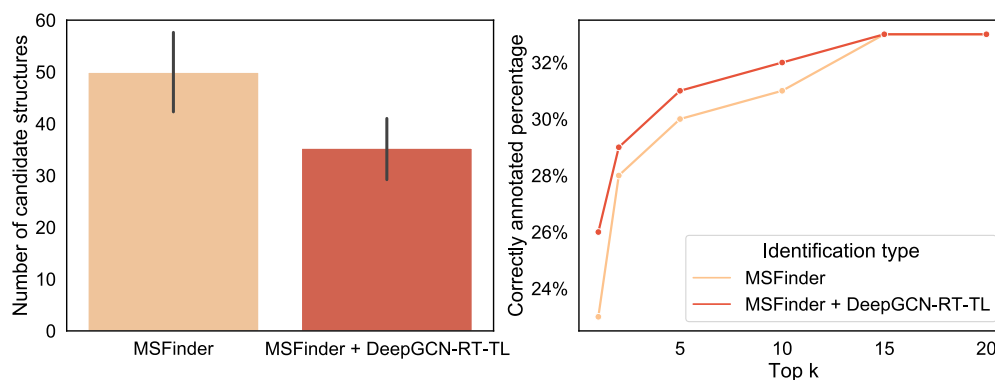 Number of candidate structures
60
50
40
30
20
10
0
MSFinder
MSFinder + DeepGCN-RT-TL
Correctly annotated percentage
32%
30%
28%
26%
24%
Identification type
MSFinder
MSFinder + DeepGCN-RT-TL
5
10
15
20
Top k